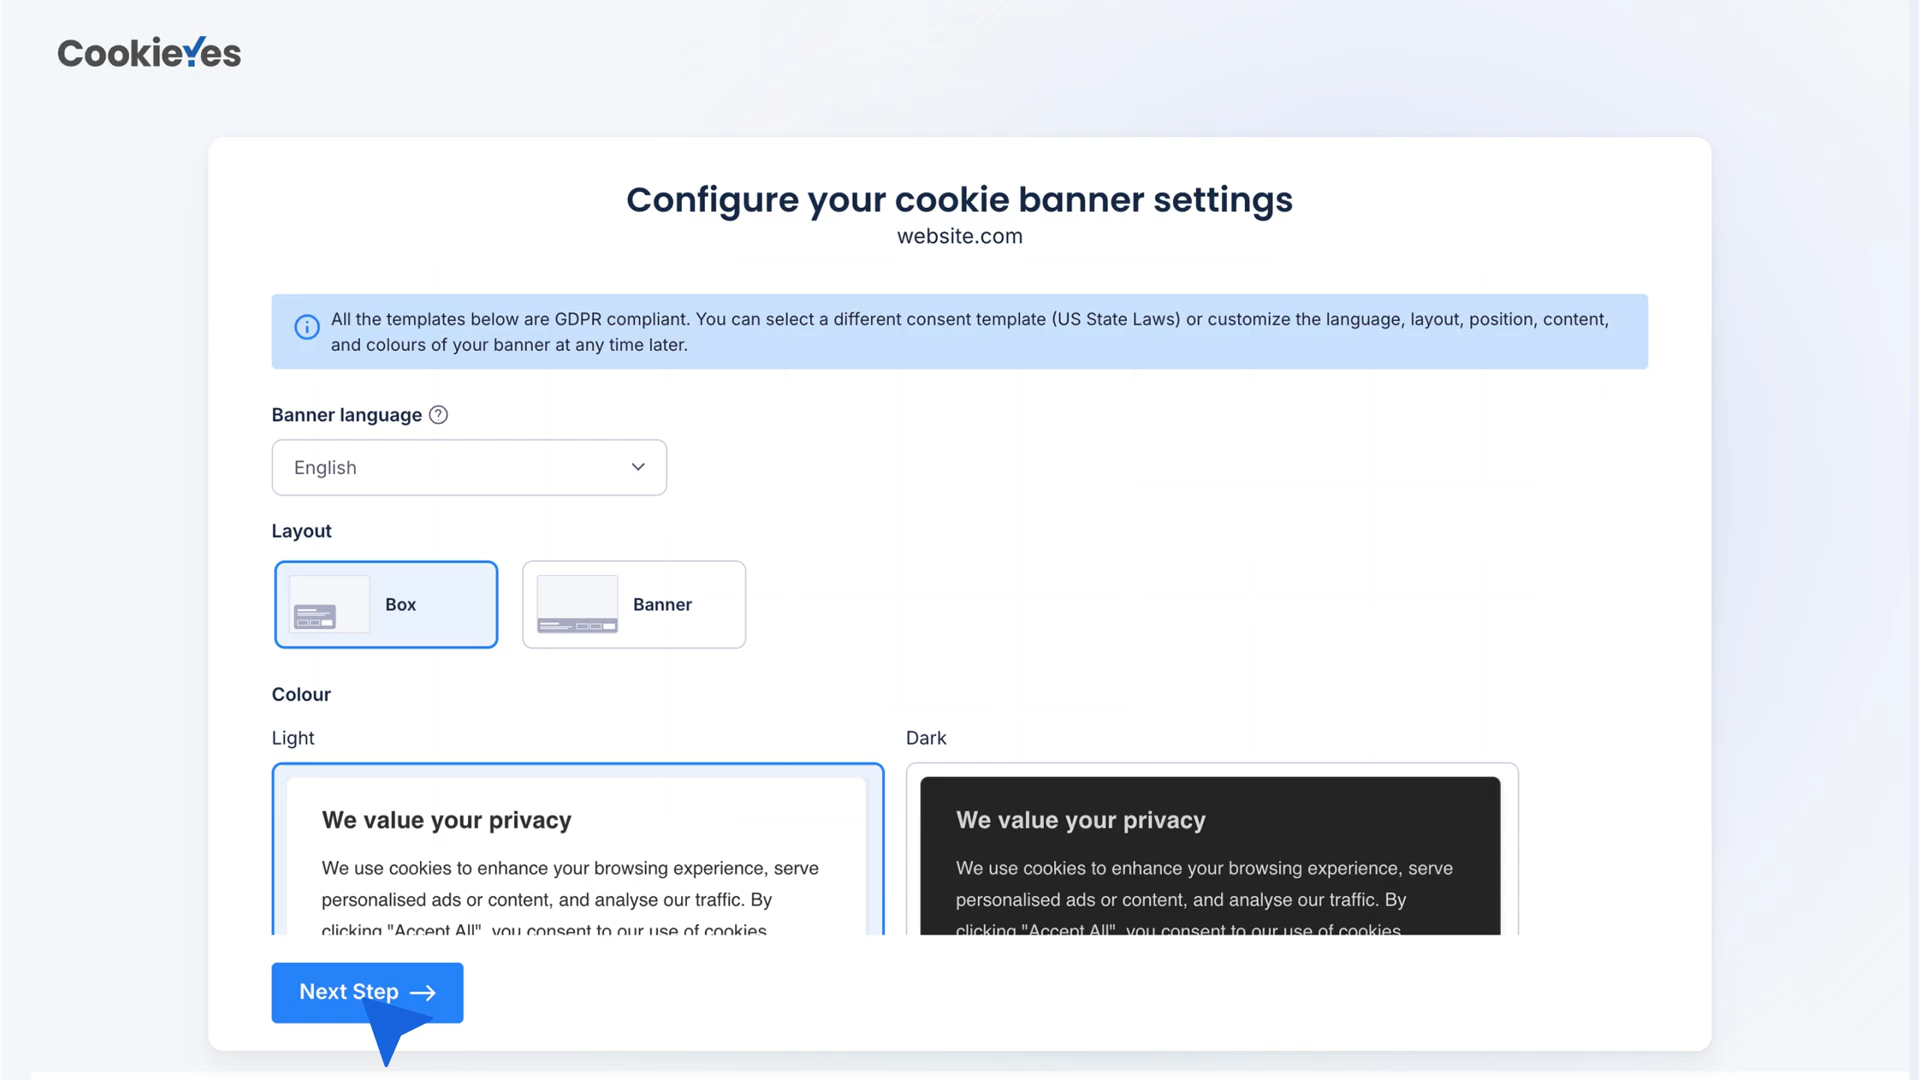 CookieYes
Configure your cookie banner settings
website.com
All the templates below are GDPR compliant. You can select a different consent template (US State Laws) or customize the language, layout, position, content,
and colours of your banner at any time later.
Banner language
English
Layout
Box
Banner
Colour
Light
Dark
We value your privacy
We use cookies to enhance your browsing experience, serve
personalised ads or content, and analyse our traffic. By
clicking "Accept All", you consent to our use of cookies.
We value your privacy
We use cookies to enhance your browsing experience, serve
personalised ads or content, and analyse our traffic. By
clicking "Accept All", you consent to our use of cookies.
Next Step